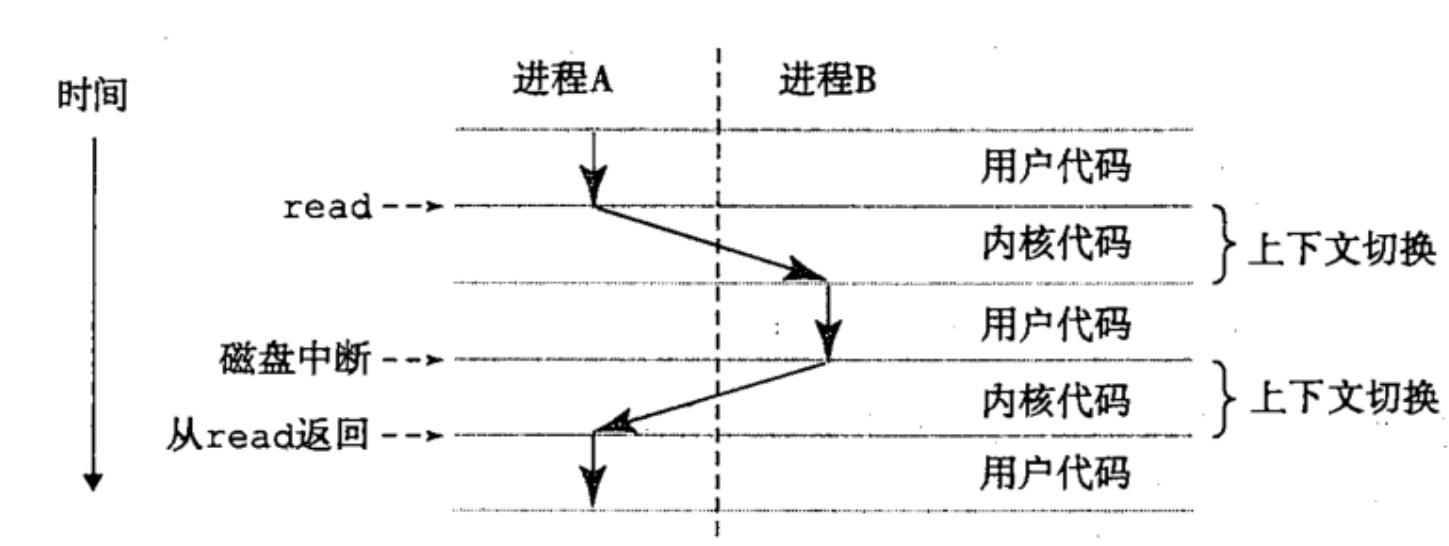 时间
进程A
进程B
用户代码
read
内核代码
上下文切换
用户代码
磁盘中断
内核代码
上下文切换
从read返回
用户代码